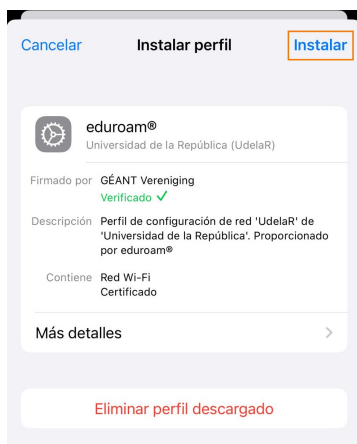 Cancelar Instalar perfil Instalar
eduroam®
Universidad de la República (UdelaR)
Firmado por GÉANT Vereniging
Verificado ✓
Descripción Perfil de configuración de red 'UdelaR' de
'Universidad de la República'. Proporcionado
por eduroam®
Contiene Red Wi-Fi
Certificado
Más detalles
Eliminar perfil descargado